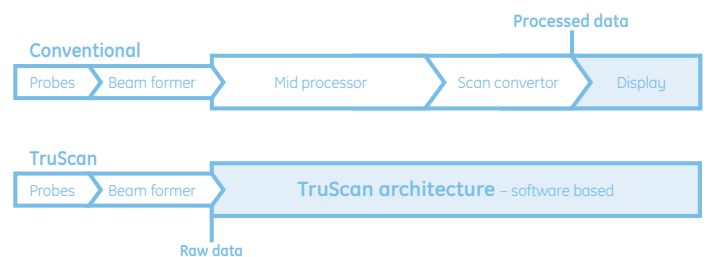 Processed data
Conventional
Probes Beam former Mid processor Scan convertor Display
TruScan
Probes Beam former TruScan architecture – software based
Raw data